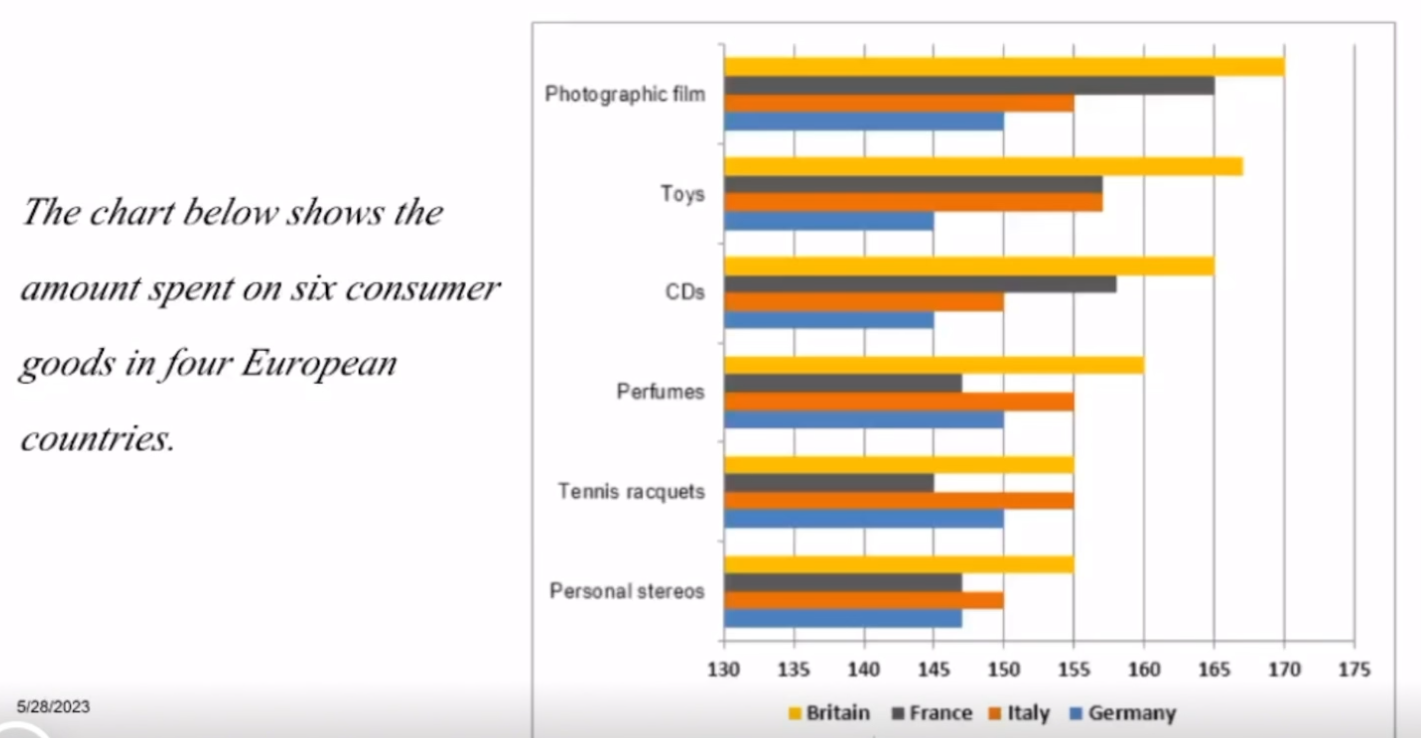 The chart below shows the
amount spent on six consumer
goods in four European
countries.
5/28/2023
Photographic film
Toys
CDs
Perfumes
Tennis racquets
Personal stereos
130 135 140 145 150 155 160 165 170 175
Britain France Italy Germany